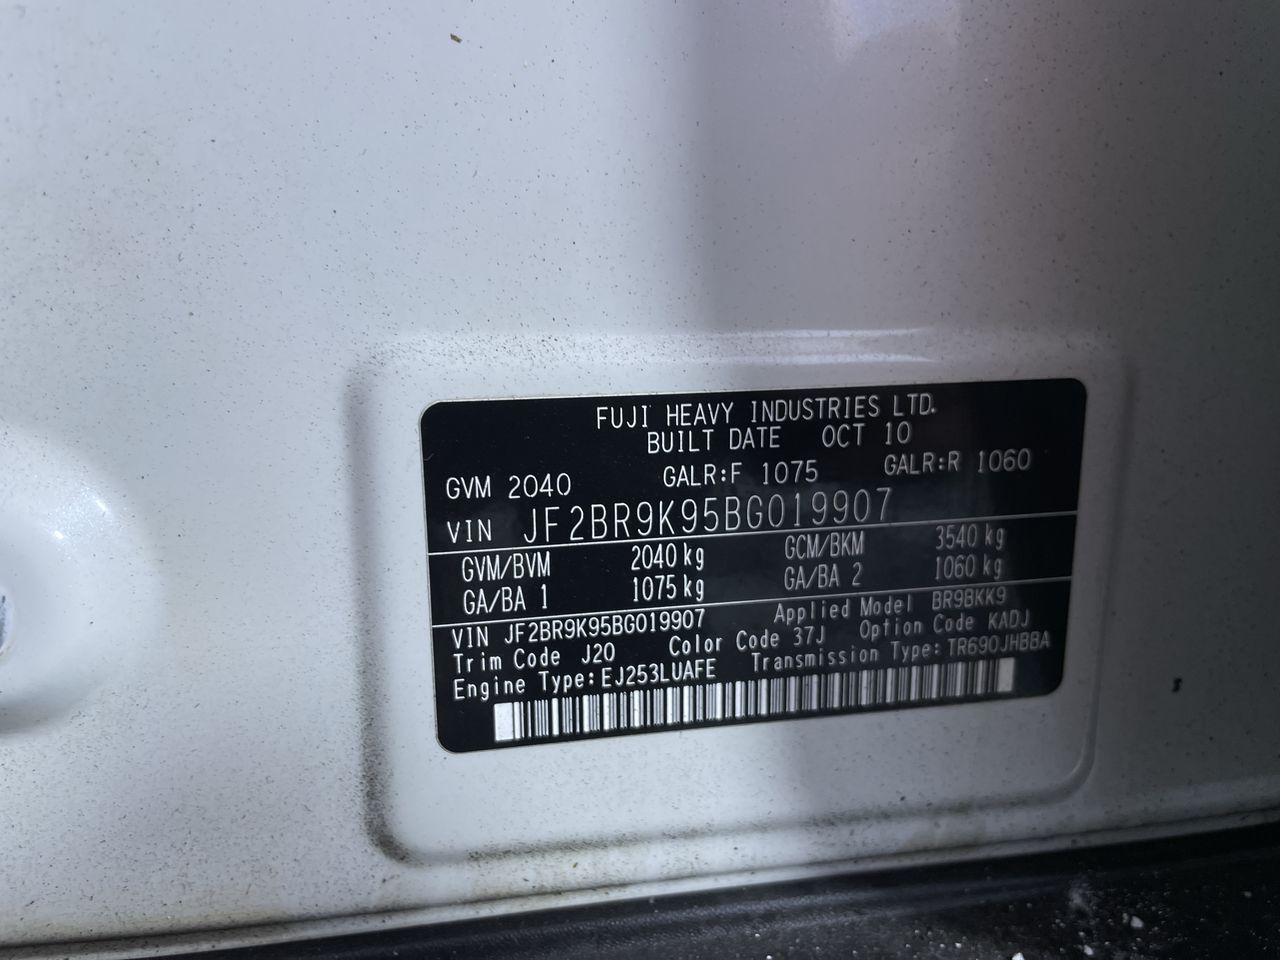 FUJI HEAVY INDUSTRIES LTD.
BUILT DATE OCT 10
GVM 2040 GALR:F 1075 GALR:R 1060
VIN JF2BR9K95BG019907
GVM/BVM 2040 kg GCM/BKM 3540 kg
GA/BA 1 1075 kg GA/BA 2 1060 kg
VIN JF2BR9K95BG019907 Applied Model BR9BKK9
Trim Code J20 Color Code 37J Option Code KADJ
Engine Type:EJ253LUAFE Transmission Type:TR690JHBBA